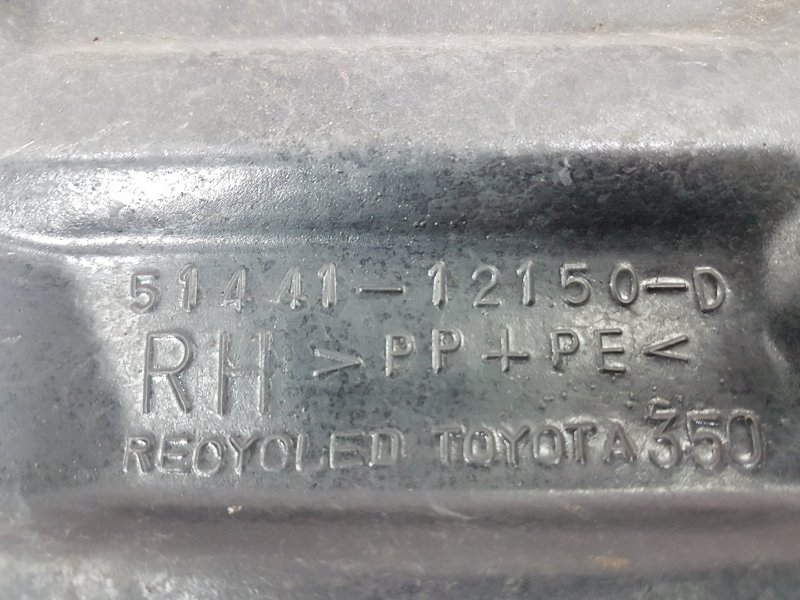 51441-12150-D
RH >PP+PE<
RECYCLED TOYOTA 350